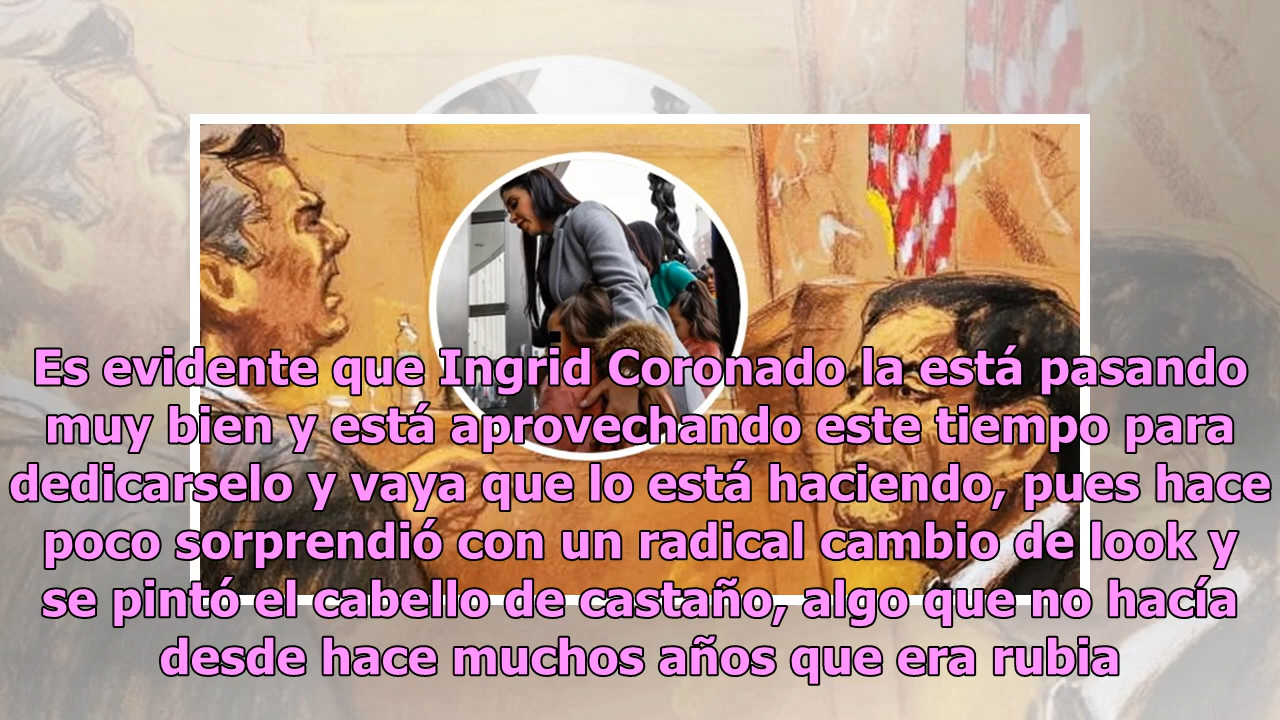 Es evidente que Ingrid Coronado la está pasando
muy bien y está aprovechando este tiempo para
dedicarselo y vaya que lo está haciendo, pues hace
poco sorprendió con un radical cambio de look y
se pintó el cabello de castaño, algo que no hacía
desde hace muchos años que era rubia